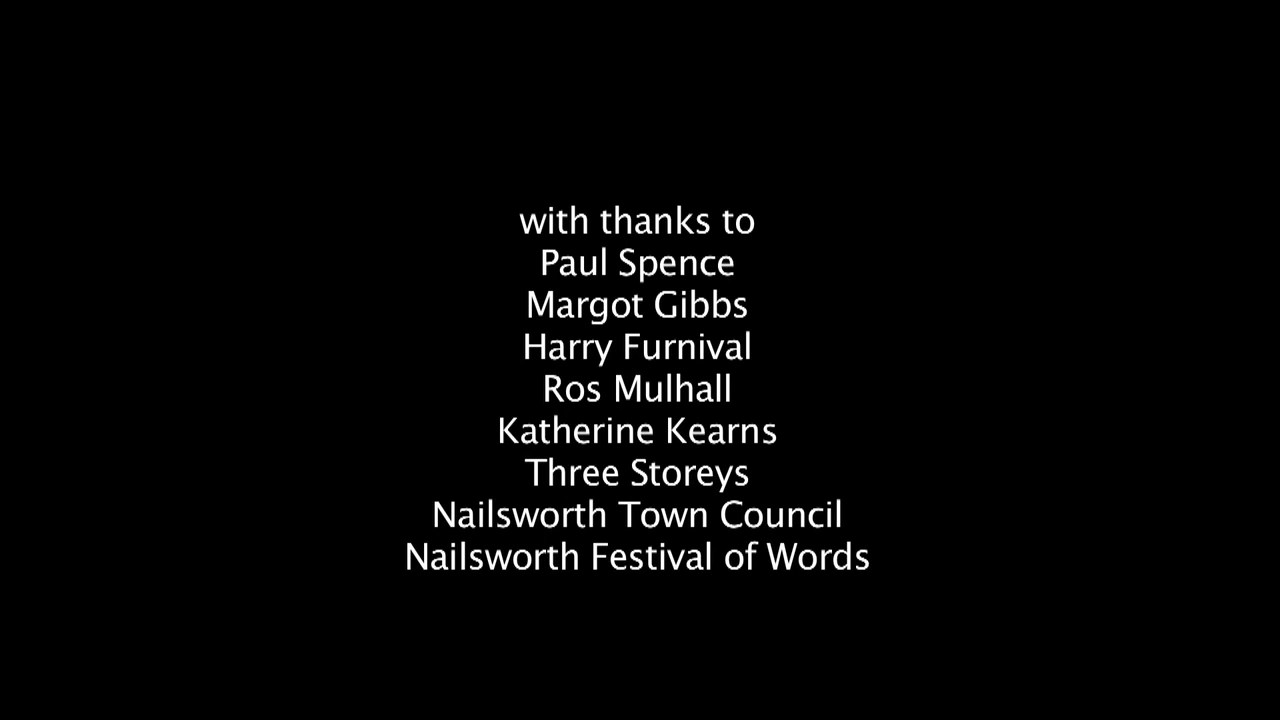 with thanks to
Paul Spence
Margot Gibbs
Harry Furnival
Ros Mulhall
Katherine Kearns
Three Storeys
Nailsworth Town Council
Nailsworth Festival of Words